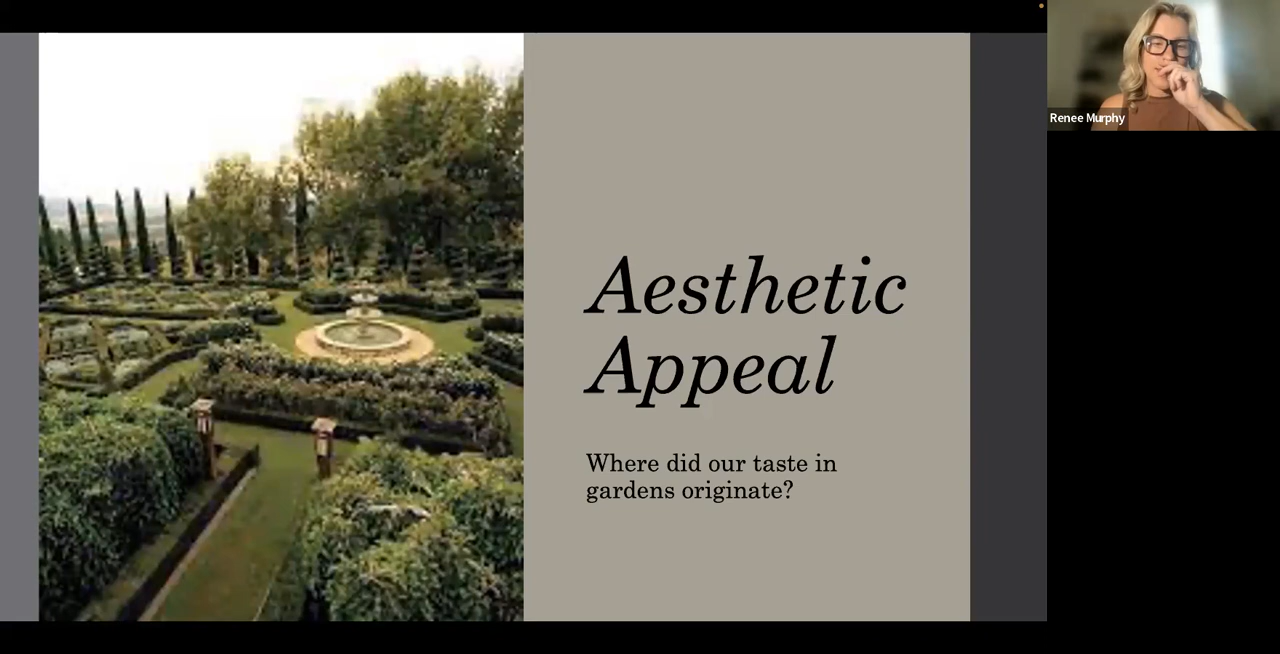 Aesthetic
Appeal
Where did our taste in
gardens originate?
Renee Murphy